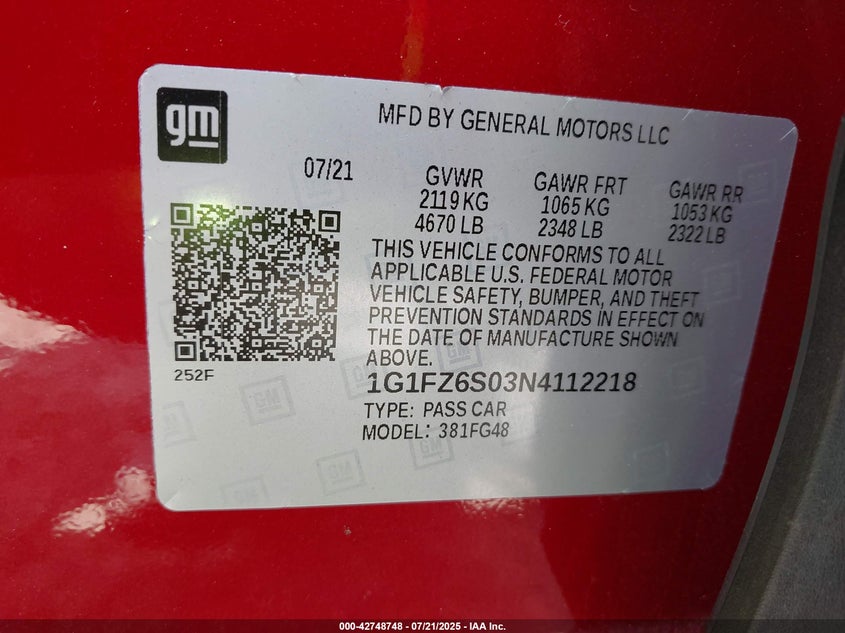 gm
MFD BY GENERAL MOTORS LLC
07/21 GVWR GAWR FRT GAWR RR
2119 KG 1065 KG 1053 KG
4670 LB 2348 LB 2322 LB
THIS VEHICLE CONFORMS TO ALL
APPLICABLE U.S. FEDERAL MOTOR
VEHICLE SAFETY, BUMPER, AND THEFT
PREVENTION STANDARDS IN EFFECT ON
THE DATE OF MANUFACTURE SHOWN
ABOVE.
252F
1G1FZ6S03N4112218
TYPE: PASS CAR
MODEL: 381FG48
GM
GM
GM
000-42748748 - 07/21/2025 - IAA Inc.